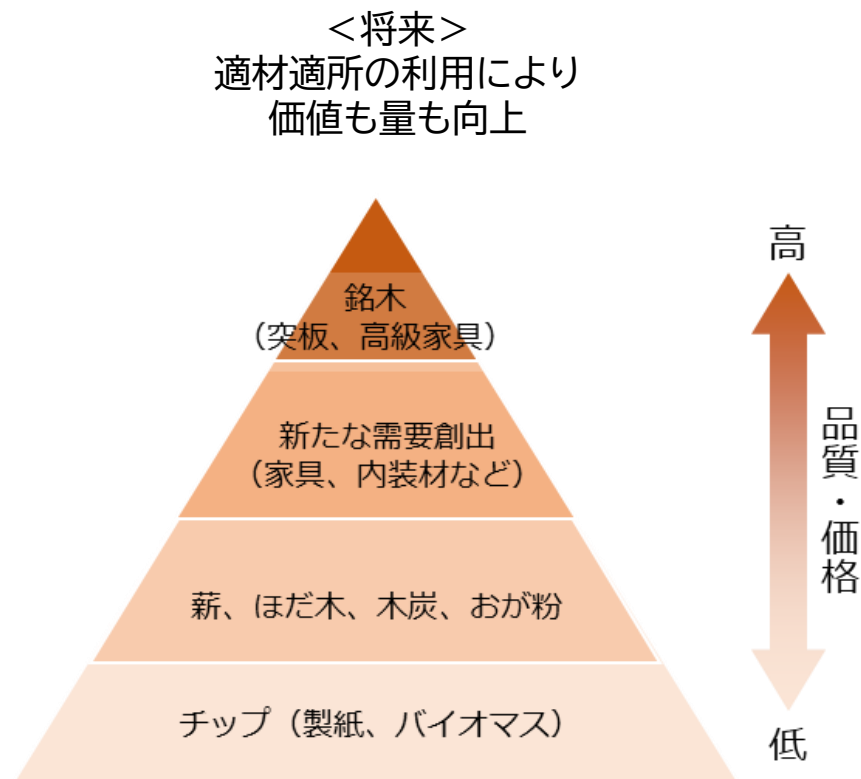 ＜将来＞
適材適所の利用により
価値も量も向上
銘木
（突板、高級家具）
新たな需要創出
（家具、内装材など）
薪、ほだ木、木炭、おが粉
チップ（製紙、バイオマス）
高
品質・価格
低